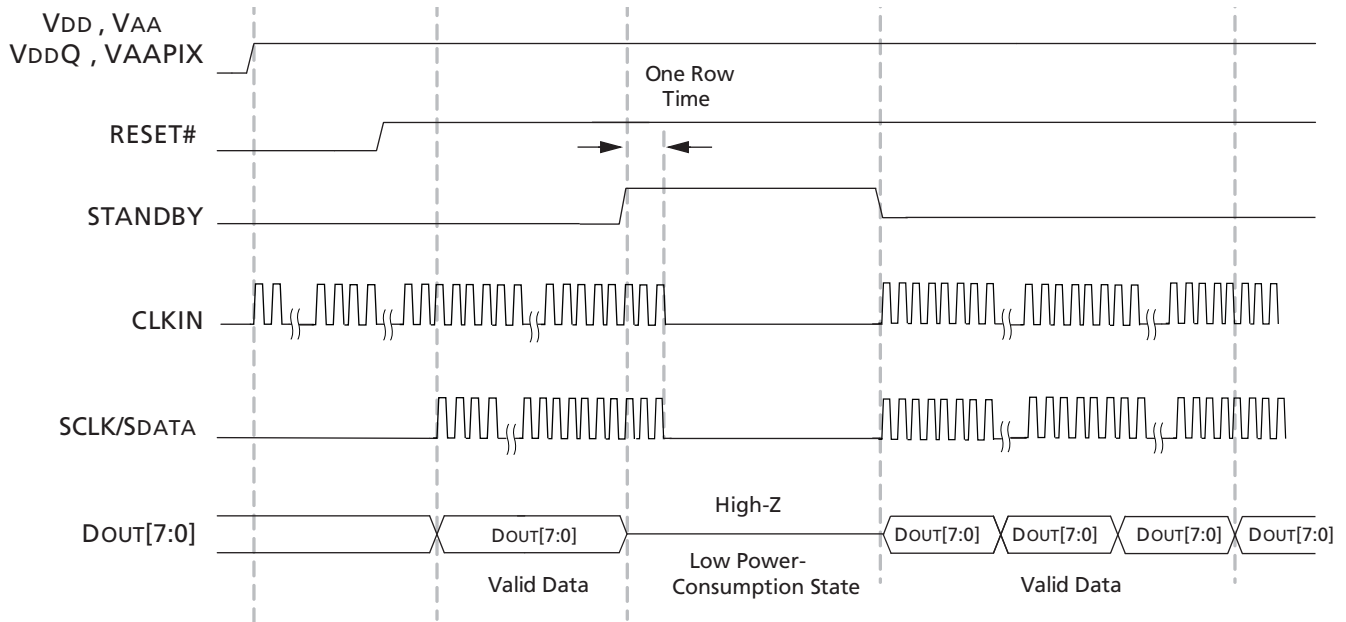 VDD , VAA
VDDQ , VAAPIX
One Row
Time
RESET#
STANDBY
CLKIN
SCLK/SDATA
High-Z
DOUT[7:0]
DOUT[7:0]
DOUT[7:0]
DOUT[7:0]
DOUT[7:0]
DOUT[7:0]
Low Power-
Consumption State
Valid Data
Valid Data